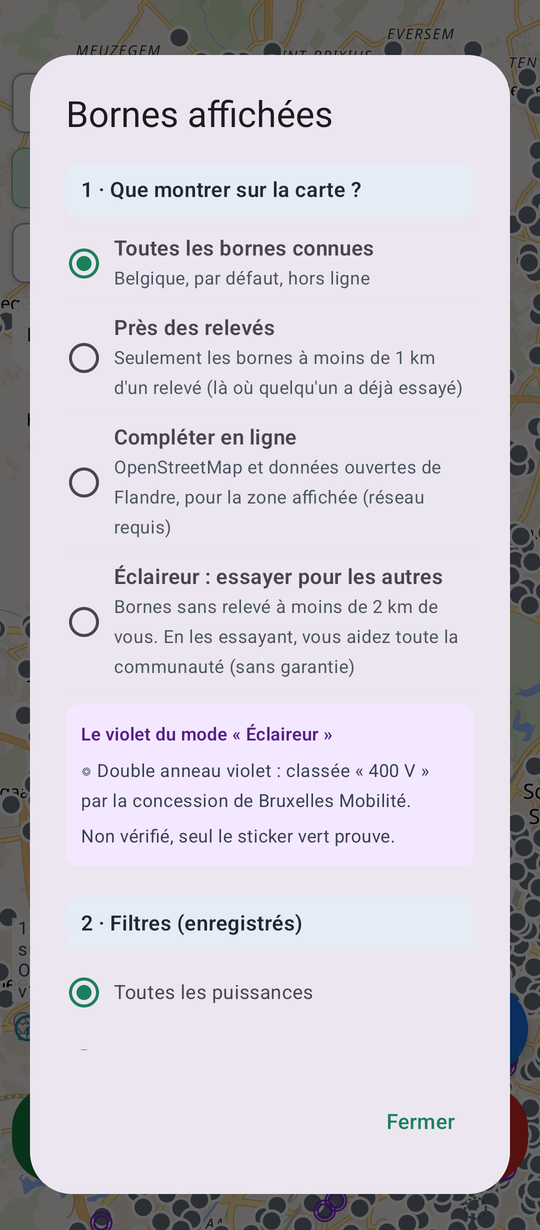 MEUZEGEM
EVERSEM
Bornes affichées
1 · Que montrer sur la carte ?
Toutes les bornes connues
Belgique, par défaut, hors ligne
Près des relevés
Seulement les bornes à moins de 1 km
d'un relevé (là où quelqu'un a déjà essayé)
Compléter en ligne
OpenStreetMap et données ouvertes de
Flandre, pour la zone affichée (réseau
requis)
Éclaireur : essayer pour les autres
Bornes sans relevé à moins de 2 km de
vous. En les essayant, vous aidez toute la
communauté (sans garantie)
Le violet du mode « Éclaireur »
◎ Double anneau violet : classée « 400 V »
par la concession de Bruxelles Mobilité.
Non vérifié, seul le sticker vert prouve.
2 · Filtres (enregistrés)
Toutes les puissances
Fermer